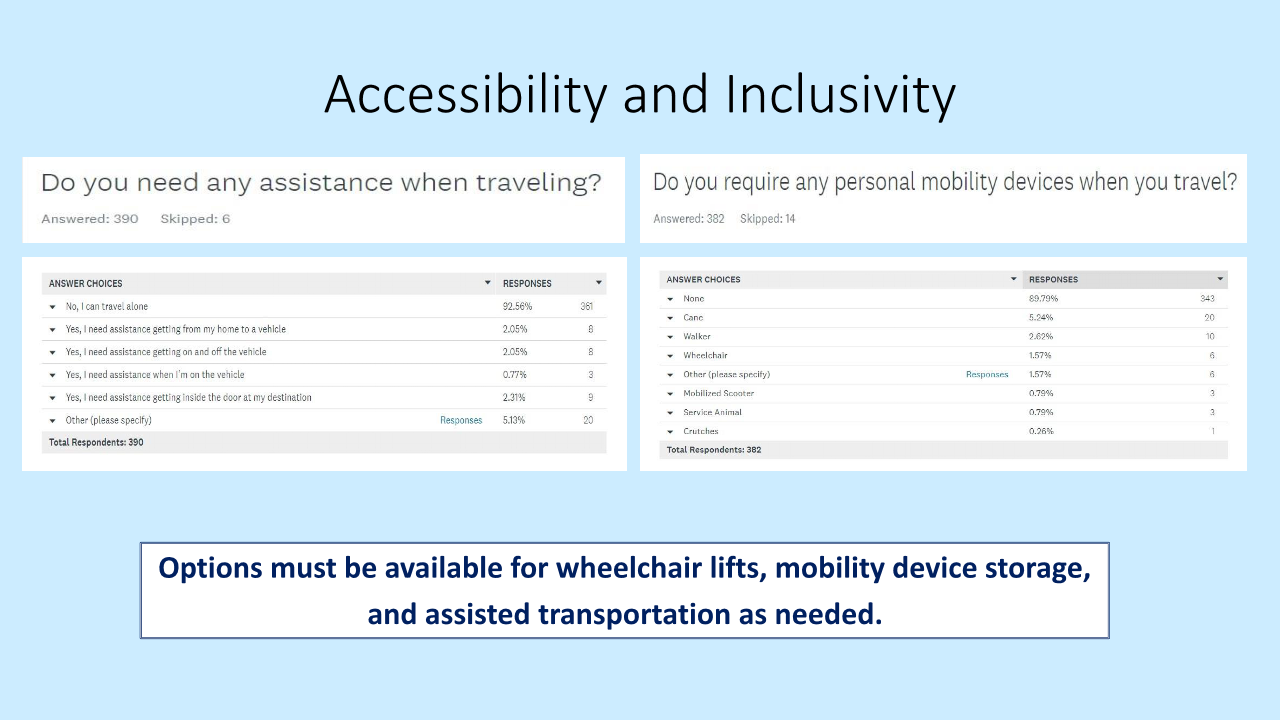 Accessibility and Inclusivity
Do you need any assistance when traveling?
Answered: 390 Skipped: 6
ANSWER CHOICES RESPONSES
No, I can travel alone 92.56% 361
Yes, I need assistance getting from my home to a vehicle 2.05% 8
Yes, I need assistance getting on and off the vehicle 2.05% 8
Yes, I need assistance when I'm on the vehicle 0.77% 3
Yes, I need assistance getting inside the door at my destination 2.31% 9
Other (please specify) Responses 5.13% 20
Total Respondents: 390
Do you require any personal mobility devices when you travel?
Answered: 382 Skipped: 14
ANSWER CHOICES RESPONSES
None 89.79% 343
Cane 5.24% 20
Walker 2.62% 10
Wheelchair 1.57% 6
Other (please specify) Responses 1.57% 6
Mobilized Scooter 0.79% 3
Service Animal 0.79% 3
Crutches 0.26% 1
Total Respondents: 382
Options must be available for wheelchair lifts, mobility device storage,
and assisted transportation as needed.